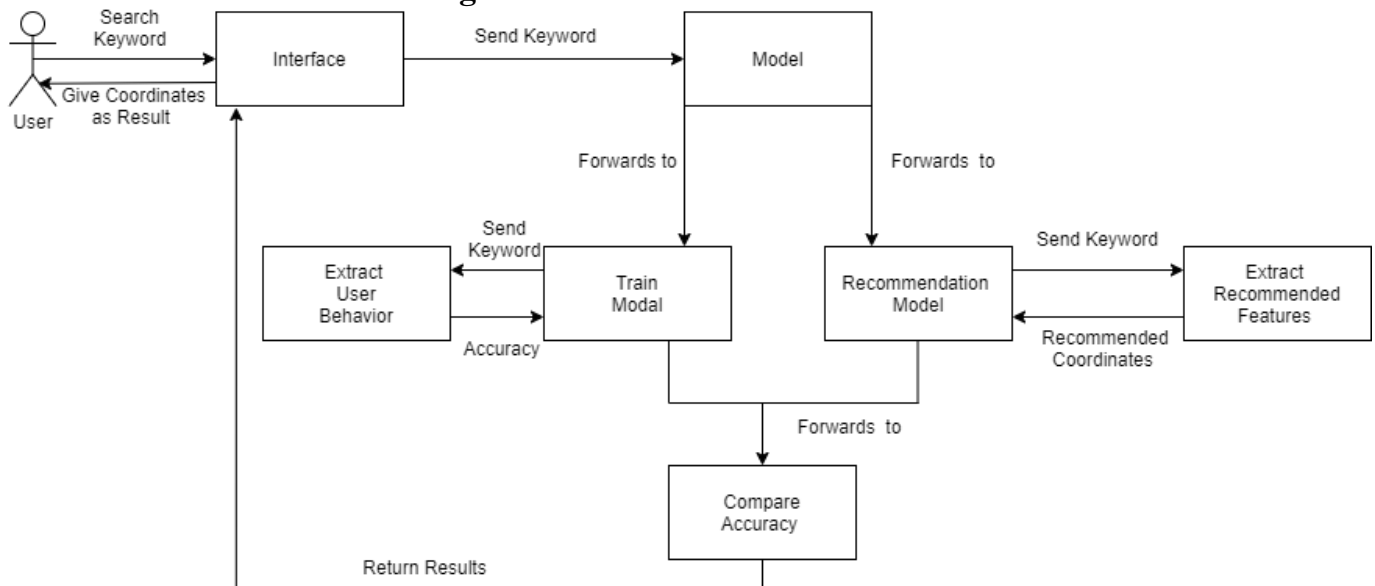 g
Search
Keyword
Send Keyword
Interface
Model
Give Coordinates
as Result
User
Forwards to
Forwards to
Send
Keyword
Send Keyword
Extract
User
Behavior
Train
Modal
Recommendation
Model
Extract
Recommended
Features
Accuracy
Recommended
Coordinates
Forwards to
Compare
Accuracy
Return Results